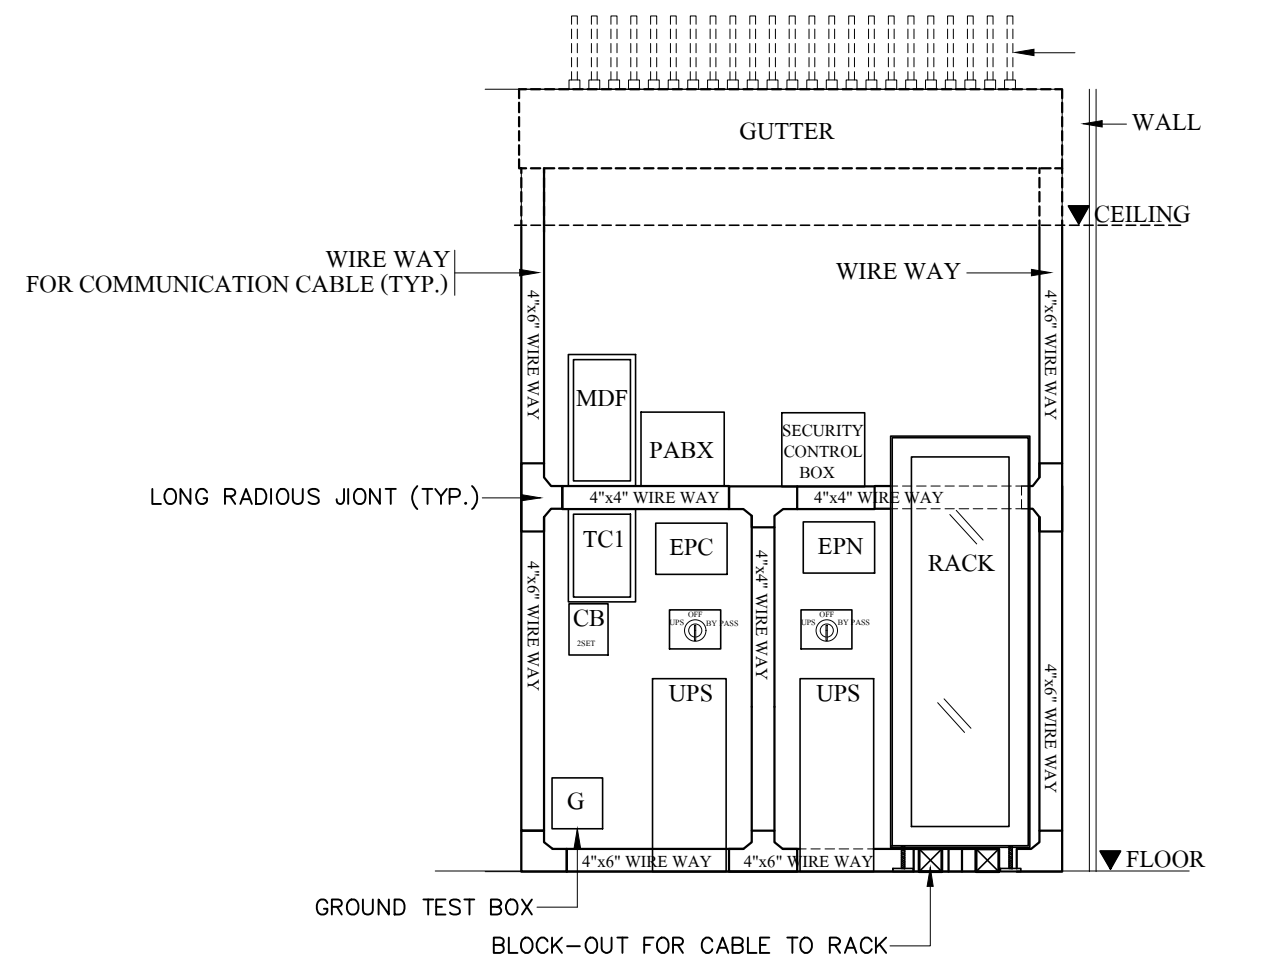 GUTTER
WALL
CEILING
WIRE WAY
FOR COMMUNICATION CABLE (TYP.)
WIRE WAY
4"x6" WIRE WAY
4"x6" WIRE WAY
MDF
PABX
SECURITY
CONTROL
BOX
LONG RADIOUS JIONT (TYP.)
4"x4" WIRE WAY
4"x4" WIRE WAY
TC1
EPC
EPN
RACK
4"x6" WIRE WAY
4"x4" WIRE WAY
CB
2SET
OFF
UPS BY PASS
OFF
UPS BY PASS
UPS
UPS
4"x6" WIRE WAY
G
4"x6" WIRE WAY
4"x6" WIRE WAY
FLOOR
GROUND TEST BOX
BLOCK-OUT FOR CABLE TO RACK